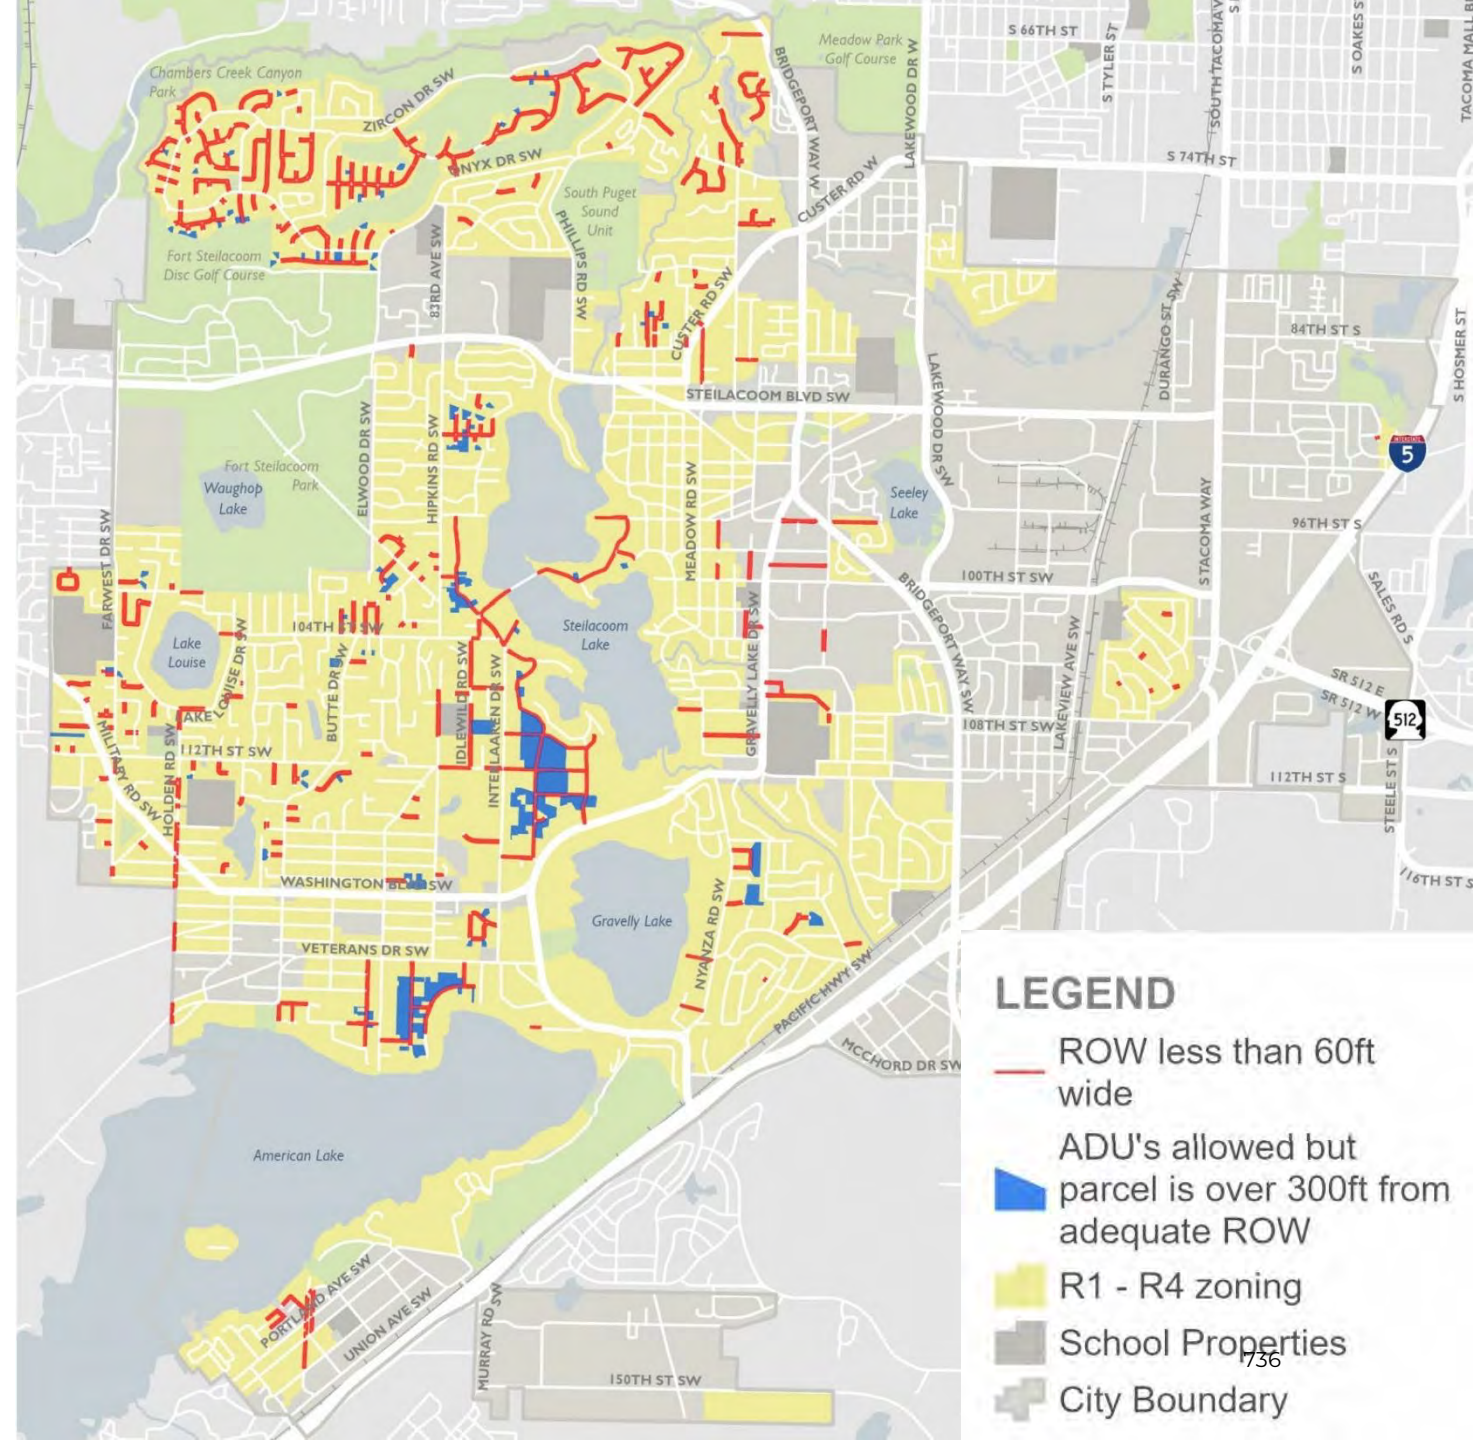 S 66TH ST
Meadow Park
Golf Course
S TYLER ST
SOUTH TACOMA
S OAKES S
TACOMA MALL
BRIDGEPORT WAY W
LAKEWOOD DR W
Chambers Creek Canyon
Park
ZIRCON DR SW
ONYX DR SW
S 74TH ST
CUSTER RD W
South Puget
Sound
Unit
PHILLIPS RD SW
Fort Steilacoom
Disc Golf Course
83RD AVE SW
CUSTER RD SW
DURANGO ST SW
84TH ST S
S HOSMER ST
STEILACOOM BLVD SW
LAKEWOOD DR SW
ELWOOD DR SW
HIPKINS RD SW
Fort Steilacoom
Park
Waughop
Lake
MEADOW RD SW
Seeley
Lake
INTERSTATE
5
FARWEST DR SW
S TACOMA WAY
96TH ST S
100TH ST SW
BRIDGEPORT WAY SW
SALES RD S
104TH ST SW
Lake
Louise
LAKE LOUISE DR SW
BUTTE DR SW
Steilacoom
Lake
IDLEWILD RD SW
INTERLAAKEN DR SW
GRAVELLY LAKE DR SW
LAKEVIEW AVE SW
SR 512 E
SR 512 W
512
108TH ST SW
112TH ST SW
MILITARY RD SW
HOLDEN RD SW
112TH ST S
STEELE ST S
116TH ST S
WASHINGTON BLVD SW
Gravelly Lake
NYANZA RD SW
VETERANS DR SW
PACIFIC HWY SW
MCCHORD DR SW
American Lake
PORTLAND AVE SW
UNION AVE SW
MURRAY RD SW
150TH ST SW
LEGEND
ROW less than 60ft
wide
ADU's allowed but
parcel is over 300ft from
adequate ROW
R1 - R4 zoning
School Properties
736
City Boundary